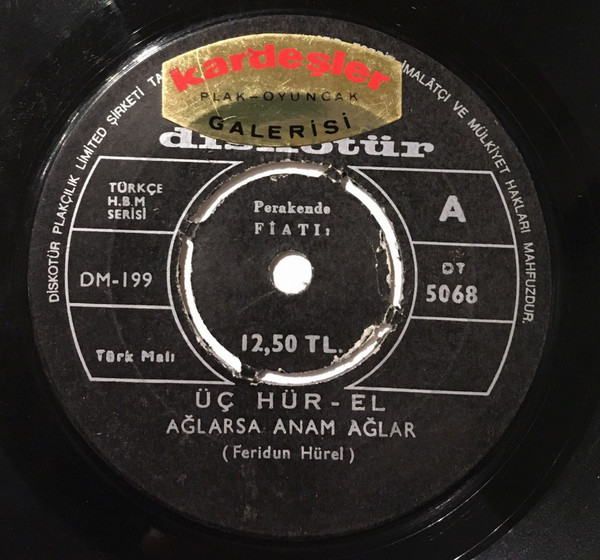 kardeşler
PLAK-OYUNCAK
GALERİSİ
diskotür
DİSKOTÜR PLAKÇILIK LİMİTED ŞİRKETİ
İMALÂTÇI VE MÜLKİYET HAKLARI MAHFUZDUR.
TÜRKÇE
H.B.M
SERİSİ
Perakende
FİATI:
A
DM-199
DT
5068
Türk Malı
12,50 TL.
ÜÇ HÜR-EL
AĞLARSA ANAM AĞLAR
(Feridun Hürel)